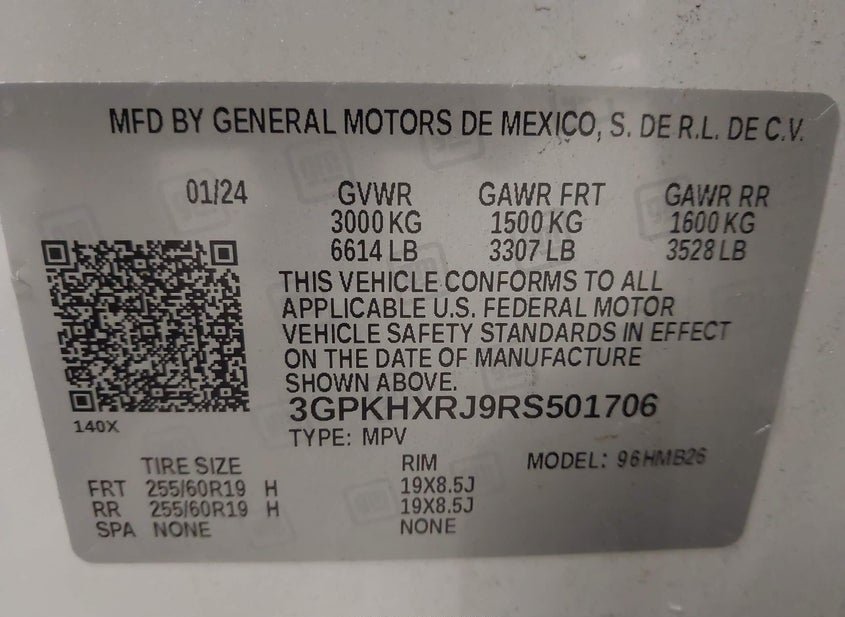 MFD BY GENERAL MOTORS DE MEXICO, S. DE R.L. DE C.V.
01/24 GVWR GAWR FRT GAWR RR
3000 KG 1500 KG 1600 KG
6614 LB 3307 LB 3528 LB
THIS VEHICLE CONFORMS TO ALL
APPLICABLE U.S. FEDERAL MOTOR
VEHICLE SAFETY STANDARDS IN EFFECT
ON THE DATE OF MANUFACTURE
SHOWN ABOVE.
3GPKHXRJ9RS501706
140X
TYPE: MPV
TIRE SIZE RIM MODEL: 96HMB26
FRT 255/60R19 H 19X8.5J
RR 255/60R19 H 19X8.5J
SPA NONE NONE